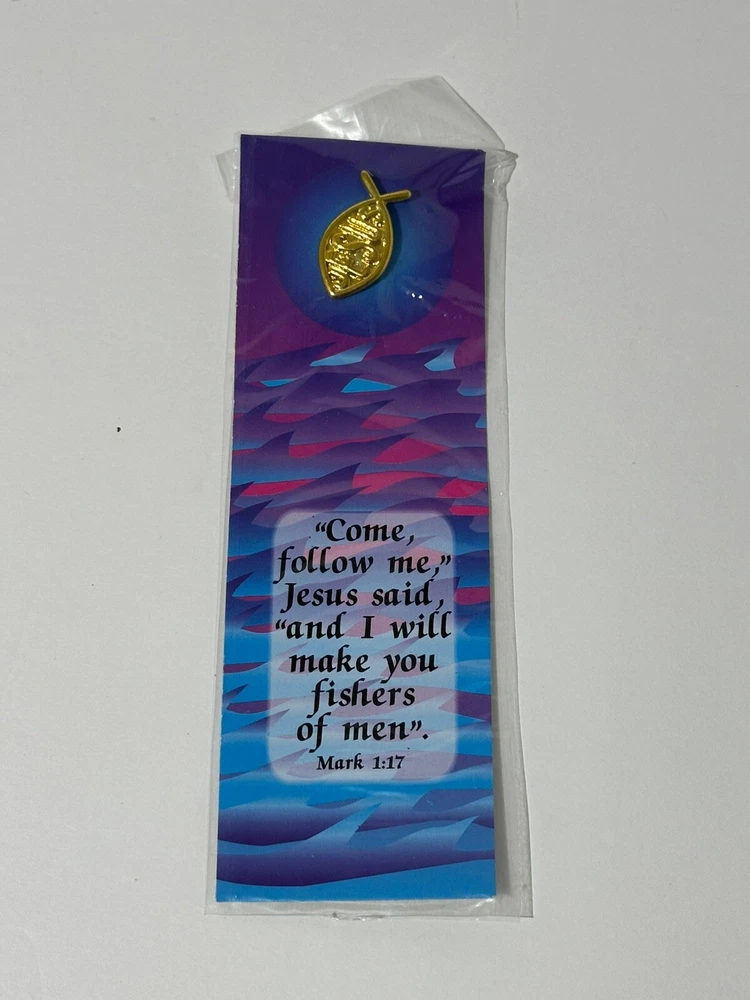 “Come,
follow me,”
Jesus said,
“and I will
make you
fishers
of men”.
Mark 1:17